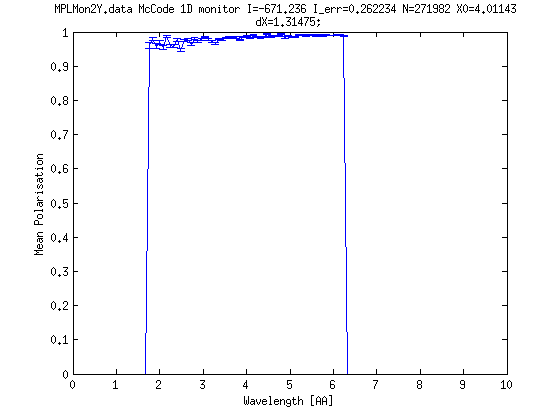 MPLMon2Y.data McCode 1D monitor I=-671.236 I_err=0.262234 N=271982 X0=4.01143
dX=1.31475;
1
0.9
0.8
0.7
0.6
0.5
0.4
0.3
0.2
0.1
0
Mean Polarisation
0 1 2 3 4 5 6 7 8 9 10
Wavelength [AA]